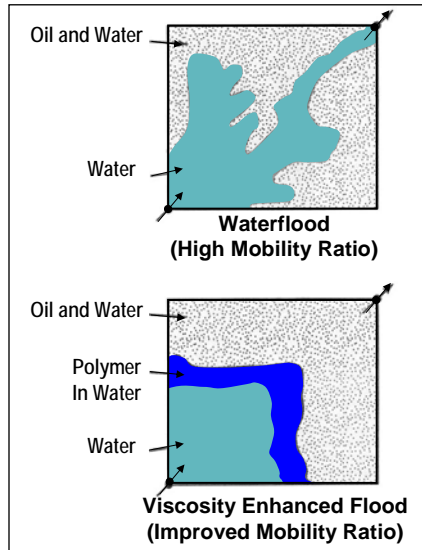 Oil and Water
Water
Waterflood
(High Mobility Ratio)
Oil and Water
Polymer
In Water
Water
Viscosity Enhanced Flood
(Improved Mobility Ratio)